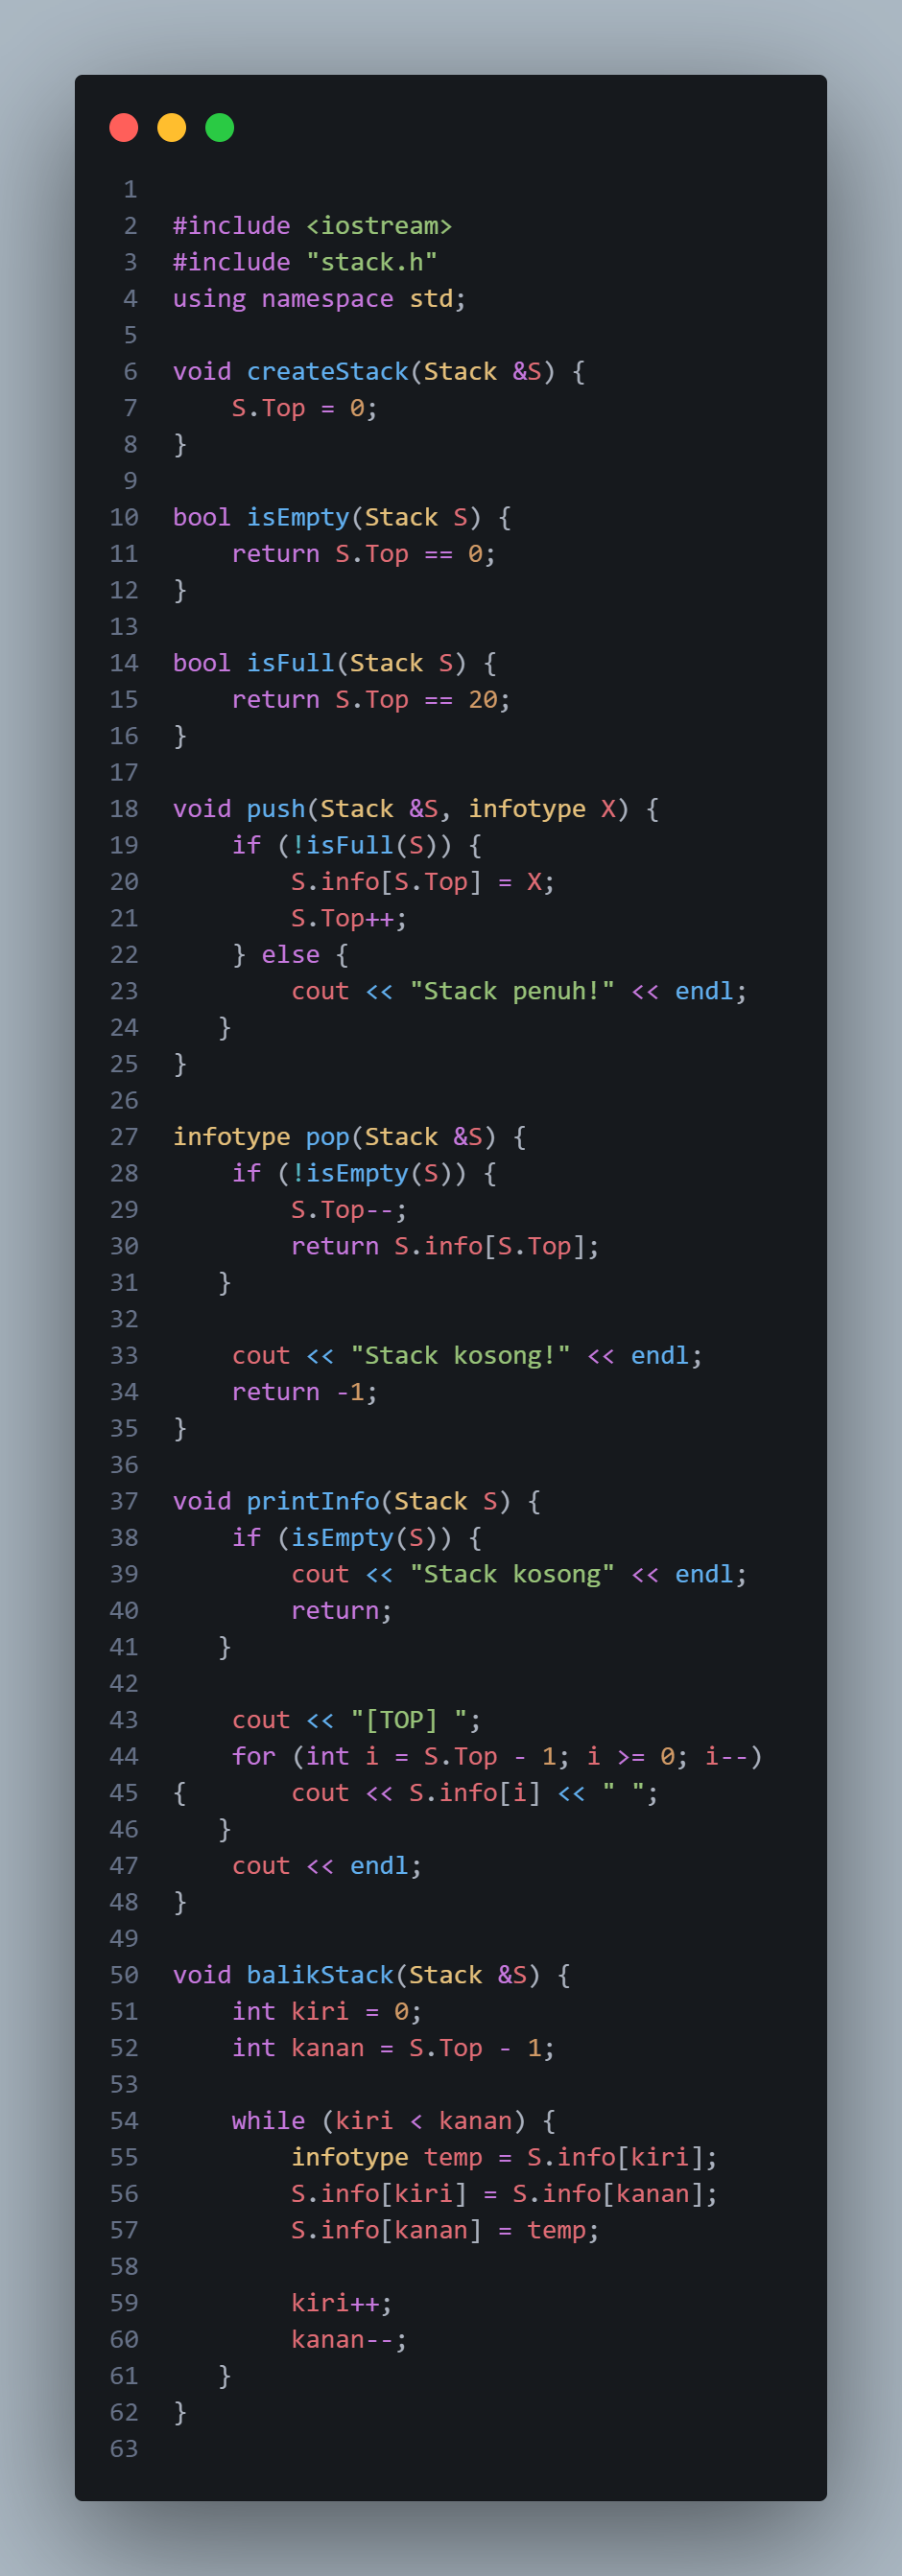 1
2 #include <iostream>
3 #include "stack.h"
4 using namespace std;
5
6 void createStack(Stack &S) {
7     S.Top = 0;
8 }
9
10 bool isEmpty(Stack S) {
11     return S.Top == 0;
12 }
13
14 bool isFull(Stack S) {
15     return S.Top == 20;
16 }
17
18 void push(Stack &S, infotype X) {
19     if (!isFull(S)) {
20         S.info[S.Top] = X;
21         S.Top++;
22     } else {
23         cout << "Stack penuh!" << endl;
24    }
25 }
26
27 infotype pop(Stack &S) {
28     if (!isEmpty(S)) {
29         S.Top--;
30         return S.info[S.Top];
31    }
32
33     cout << "Stack kosong!" << endl;
34     return -1;
35 }
36
37 void printInfo(Stack S) {
38     if (isEmpty(S)) {
39         cout << "Stack kosong" << endl;
40         return;
41    }
42
43     cout << "[TOP] ";
44     for (int i = S.Top - 1; i >= 0; i--)
45 {       cout << S.info[i] << " ";
46    }
47     cout << endl;
48 }
49
50 void balikStack(Stack &S) {
51     int kiri = 0;
52     int kanan = S.Top - 1;
53
54     while (kiri < kanan) {
55         infotype temp = S.info[kiri];
56         S.info[kiri] = S.info[kanan];
57         S.info[kanan] = temp;
58
59         kiri++;
60         kanan--;
61    }
62 }
63